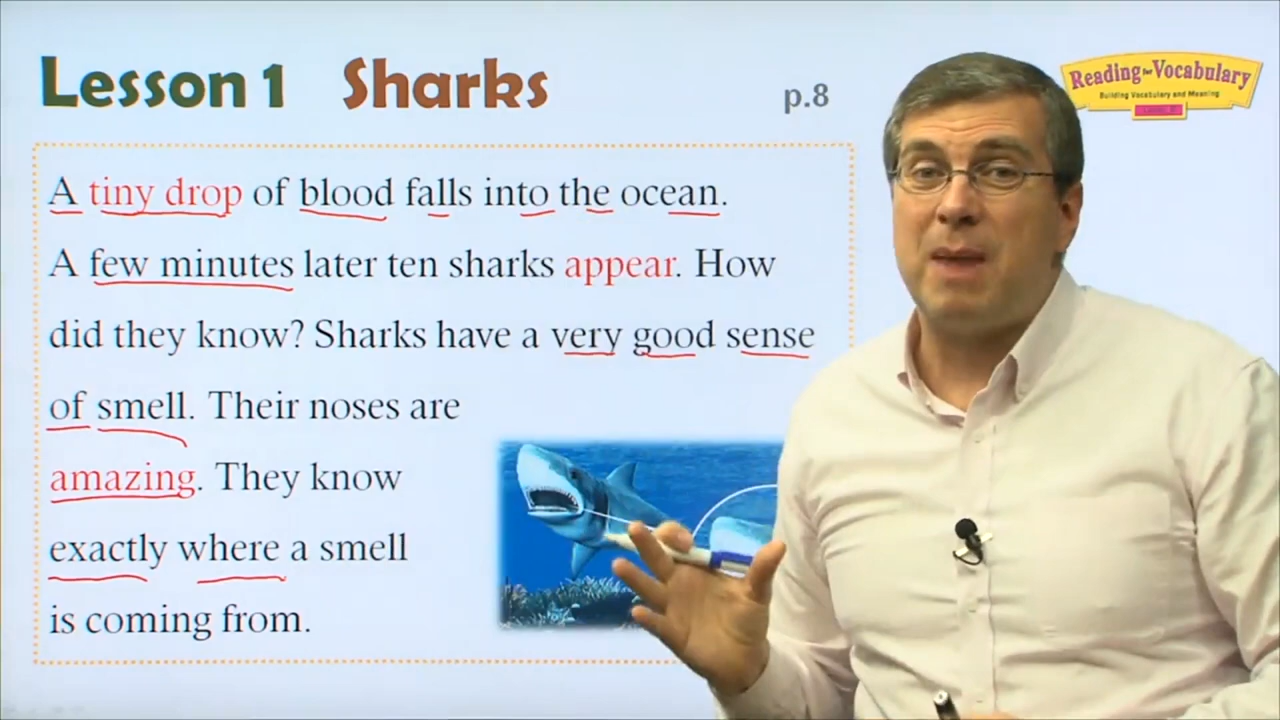 Lesson 1 Sharks
p.8
Reading for Vocabulary
Building Vocabulary and Meaning
A tiny drop of blood falls into the ocean.
A few minutes later ten sharks appear. How
did they know? Sharks have a very good sense
of smell. Their noses are
amazing. They know
exactly where a smell
is coming from.